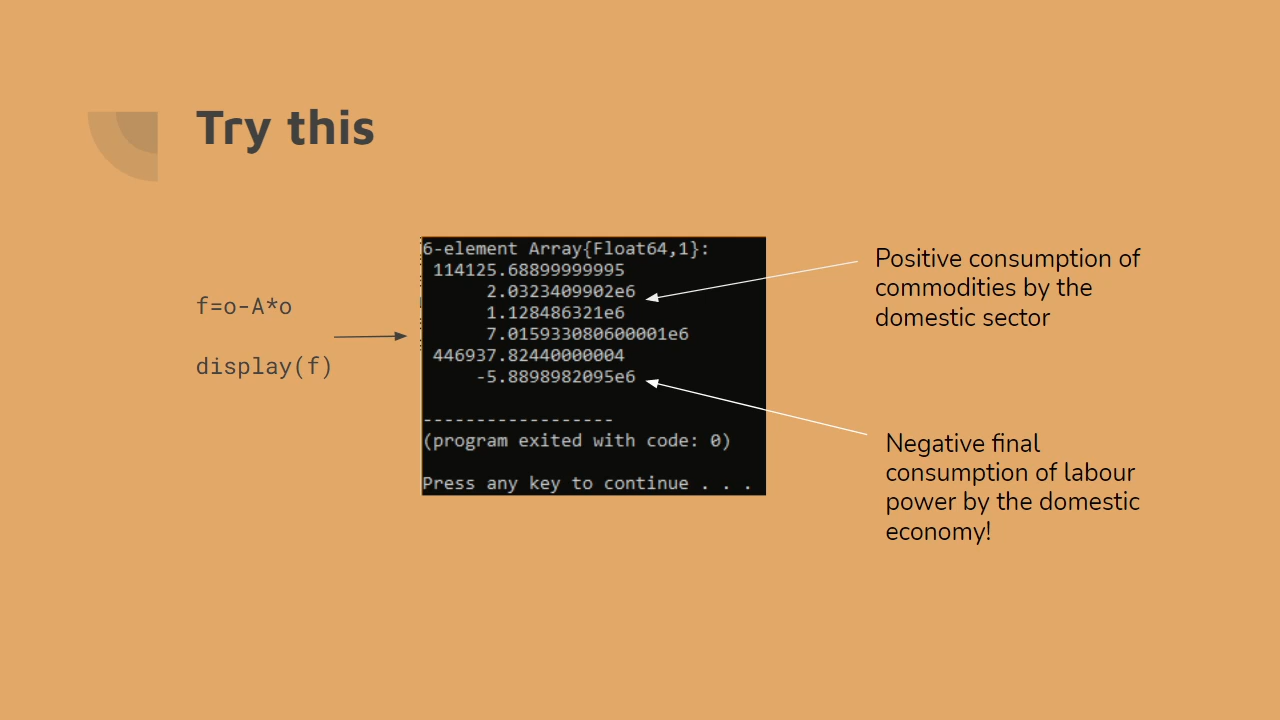 Try this
f=o-A*o
display(f)
6-element Array{Float64,1}:
114125.68899999995
2.0323409902e6
1.128486321e6
7.015933080600001e6
446937.82440000004
-5.8898982095e6
------------------
(program exited with code: 0)
Press any key to continue . . .
Positive consumption of
commodities by the
domestic sector
Negative final
consumption of labour
power by the domestic
economy!